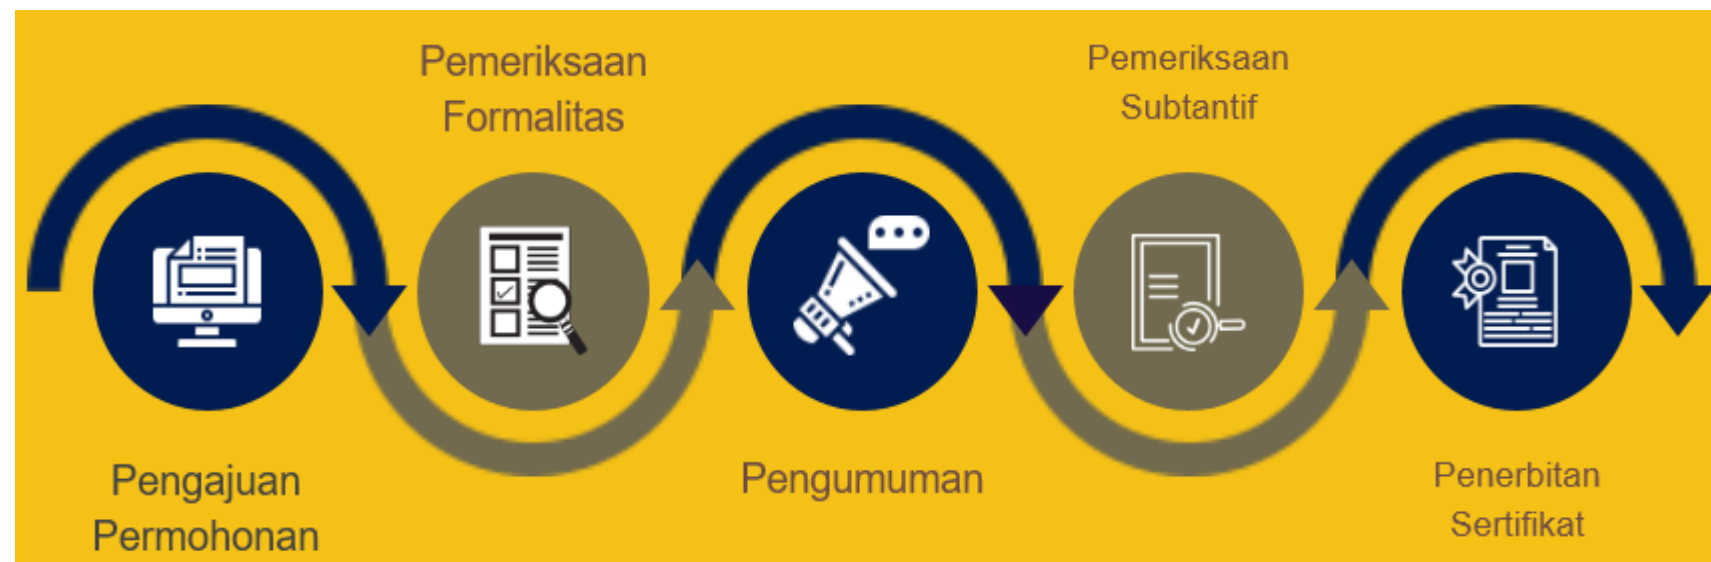 Pengajuan
Permohonan
Pemeriksaan
Formalitas
Pengumuman
Pemeriksaan
Subtantif
Penerbitan
Sertifikat